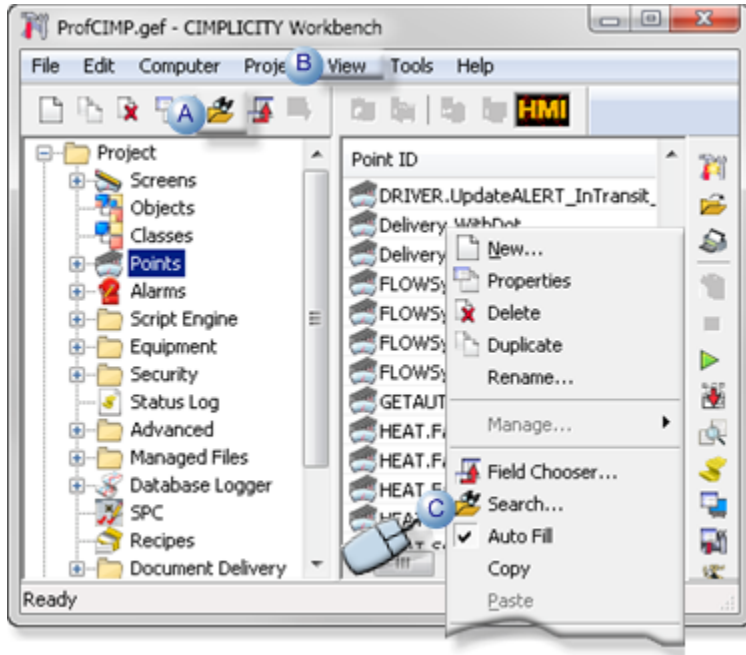 ProfCIMP.gef - CIMPLICITY Workbench
File Edit Computer Proje B View Tools Help
A HMI
Project
Screens
Objects
Classes
Points
Alarms
Script Engine
Equipment
Security
Status Log
Advanced
Managed Files
Database Logger
SPC
Recipes
Document Delivery
Point ID
DRIVER.UpdateALERT_InTransit_
Delivery.WithDot
Delivery
FLOWSy
FLOWSy
FLOWSy
FLOWSy
GETAUT
HEAT.Fa
HEAT.Fa
New...
Properties
Delete
Duplicate
Rename...
Manage...
Field Chooser...
C Search...
Auto Fill
Copy
Paste
Ready